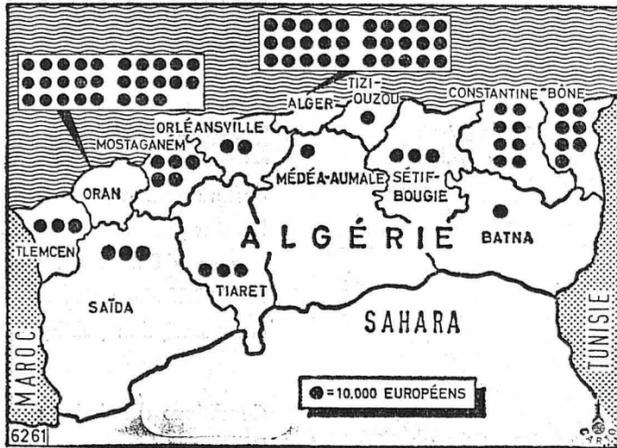 TIZI-
OUZOU
ALGER
CONSTANTINE-BÔNE
ORLÉANSVILLE
MOSTAGANÉM
MÉDÉA-AUMALE
SÉTIF-
BOUGIE
ORAN
TLEMCEN
ALGÉRIE
BATNA
SAÏDA
TIARET
SAHARA
MAROC
TUNISIE
=10.000 EUROPÉENS
6261